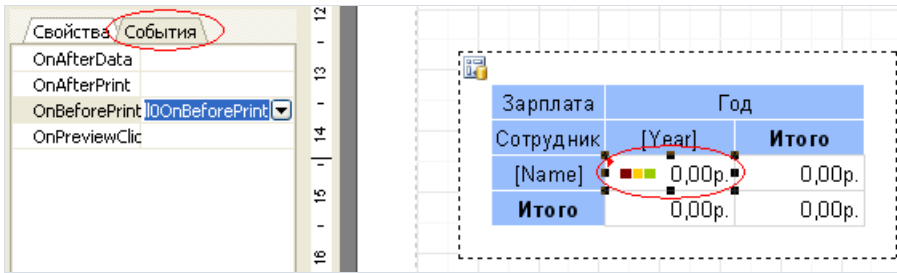 Свойства События
OnAfterData
OnAfterPrint
OnBeforePrint ll0OnBeforePrint
OnPreviewClic
12
13
14
15
16
Зарплата Год
Сотрудник [Year] Итого
[Name] 0,00р. 0,00р.
Итого 0,00р. 0,00р.